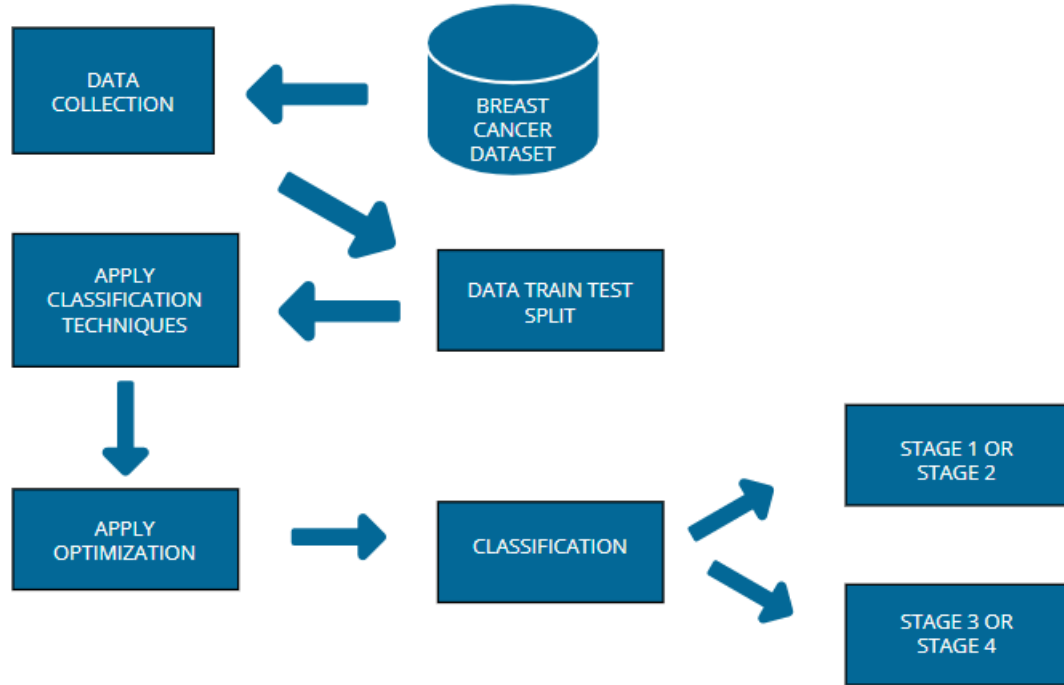 DATA
COLLECTION
BREAST
CANCER
DATASET
APPLY
CLASSIFICATION
TECHNIQUES
DATA TRAIN TEST
SPLIT
APPLY
OPTIMIZATION
CLASSIFICATION
STAGE 1 OR
STAGE 2
STAGE 3 OR
STAGE 4